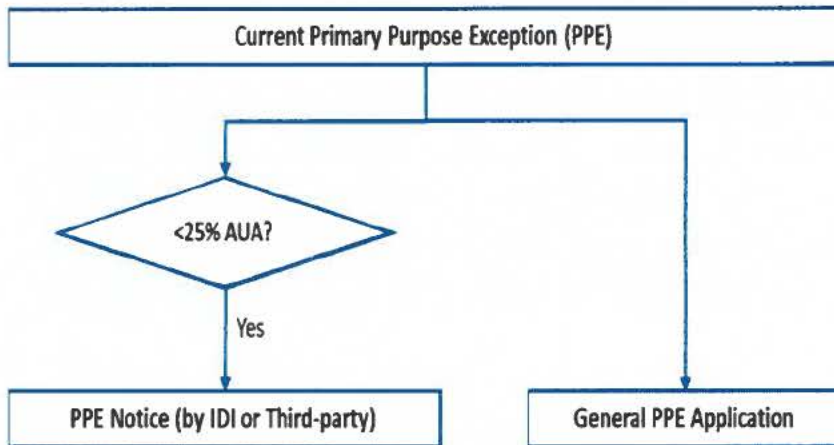 Current Primary Purpose Exception (PPE)
<25% AUA?
Yes
PPE Notice (by IDI or Third-party)
General PPE Application